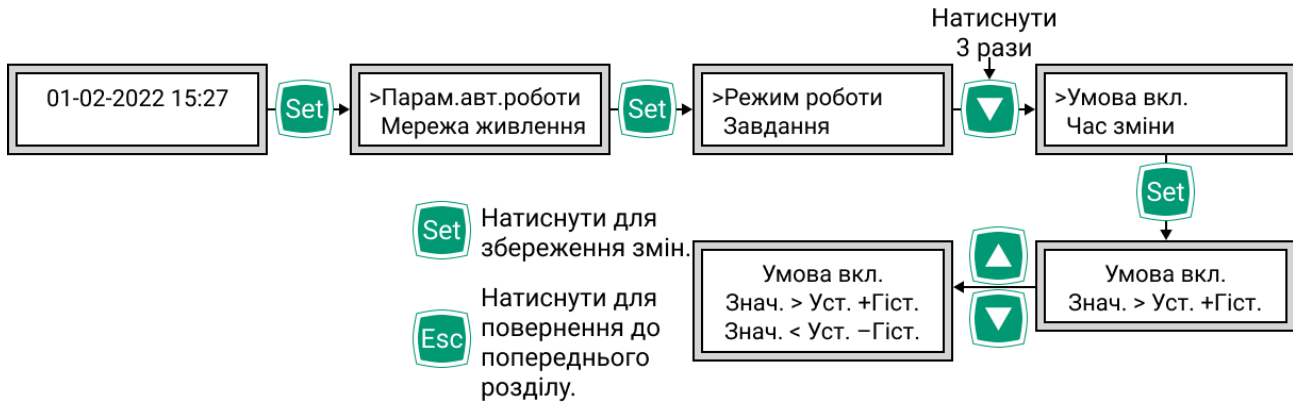 Натиснути
3 рази
01-02-2022 15:27
Set
>Парам.авт.роботи
Мережа живлення
Set
>Режим роботи
Завдання
>Умова вкл.
Час зміни
Set
Set
Натиснути для
збереження змін.
Esc
Натиснути для
повернення до
попереднього
розділу.
Умова вкл.
Знач. > Уст. +Гіст.
Знач. < Уст. –Гіст.
Умова вкл.
Знач. > Уст. +Гіст.